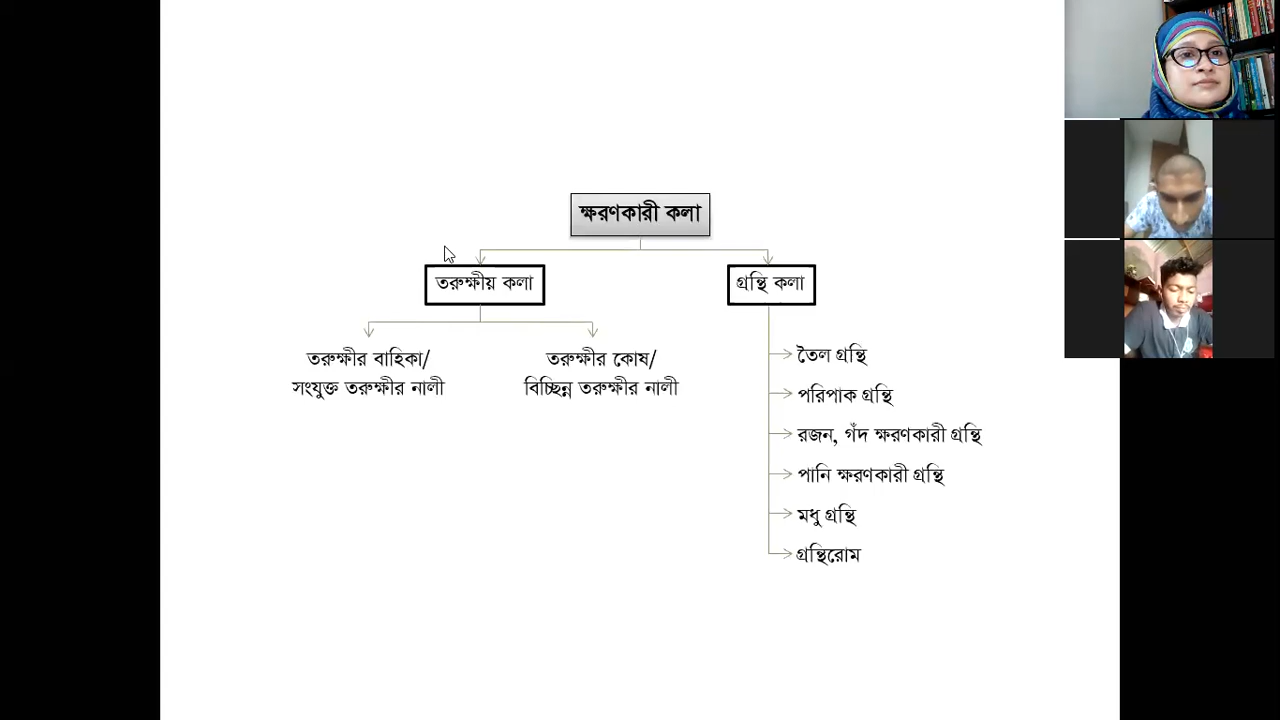 ক্ষরণকারী কলা
তরুক্ষীয় কলা
গ্রন্থি কলা
তরুক্ষীর বাহিকা/
সংযুক্ত তরুক্ষীর নালী
তরুক্ষীর কোষ/
বিচ্ছিন্ন তরুক্ষীর নালী
তৈল গ্রন্থি
পরিপাক গ্রন্থি
রজন, গঁদ ক্ষরণকারী গ্রন্থি
পানি ক্ষরণকারী গ্রন্থি
মধু গ্রন্থি
গ্রন্থিরোম